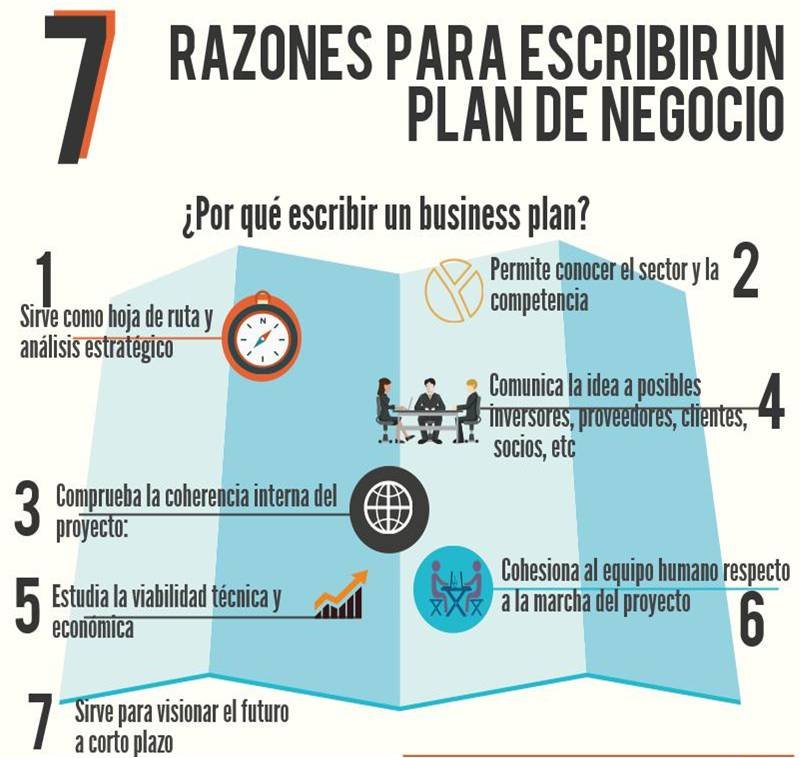 7
RAZONES PARA ESCRIBIR UN
PLAN DE NEGOCIO
¿Por qué escribir un business plan?
1
Sirve como hoja de ruta y
análisis estratégico
N
2
Permite conocer el sector y la
competencia
3
Comprueba la coherencia interna del
proyecto:
4
Comunica la idea a posibles
inversores, proveedores, clientes,
socios, etc
5
Estudia la viabilidad técnica y
económica
6
Cohesiona al equipo humano respecto
a la marcha del proyecto
7
Sirve para visionar el futuro
a corto plazo